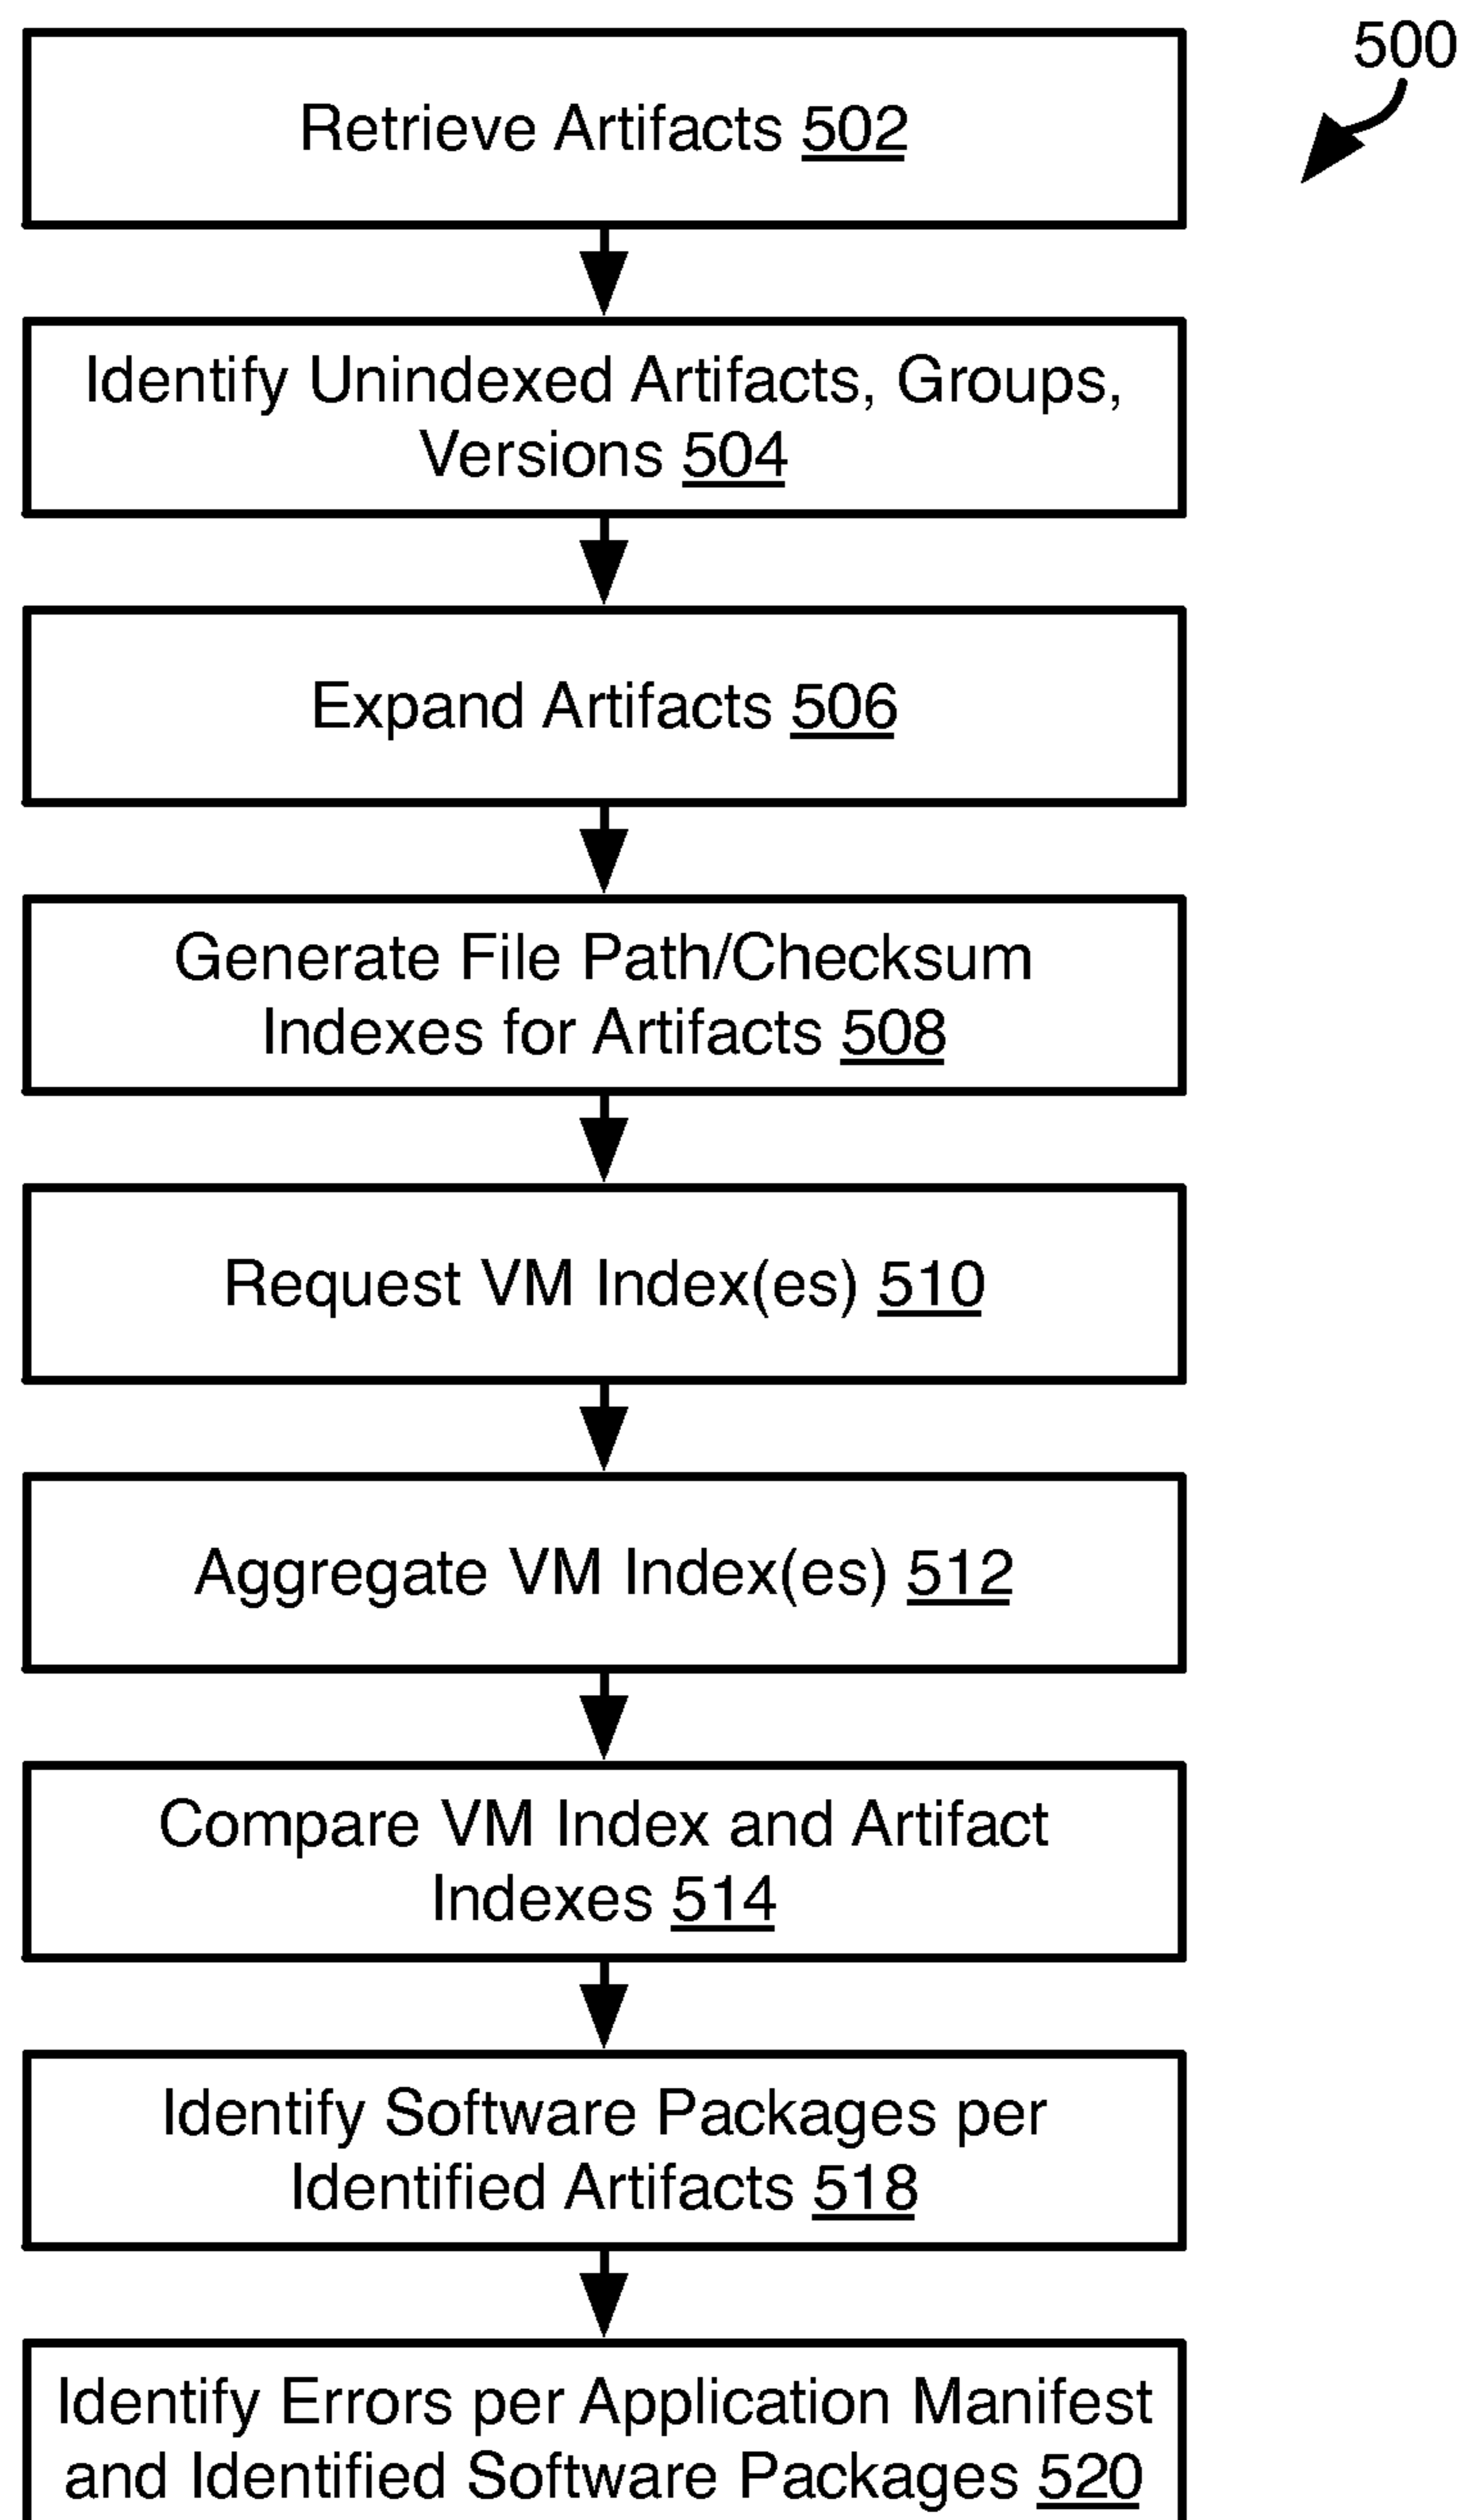 500
Retrieve Artifacts 502
Identify Unindexed Artifacts, Groups,
Versions 504
Expand Artifacts 506
Generate File Path/Checksum
Indexes for Artifacts 508
Request VM Index(es) 510
Aggregate VM Index(es) 512
Compare VM Index and Artifact
Indexes 514
Identify Software Packages per
Identified Artifacts 518
Identify Errors per Application Manifest
and Identified Software Packages 520